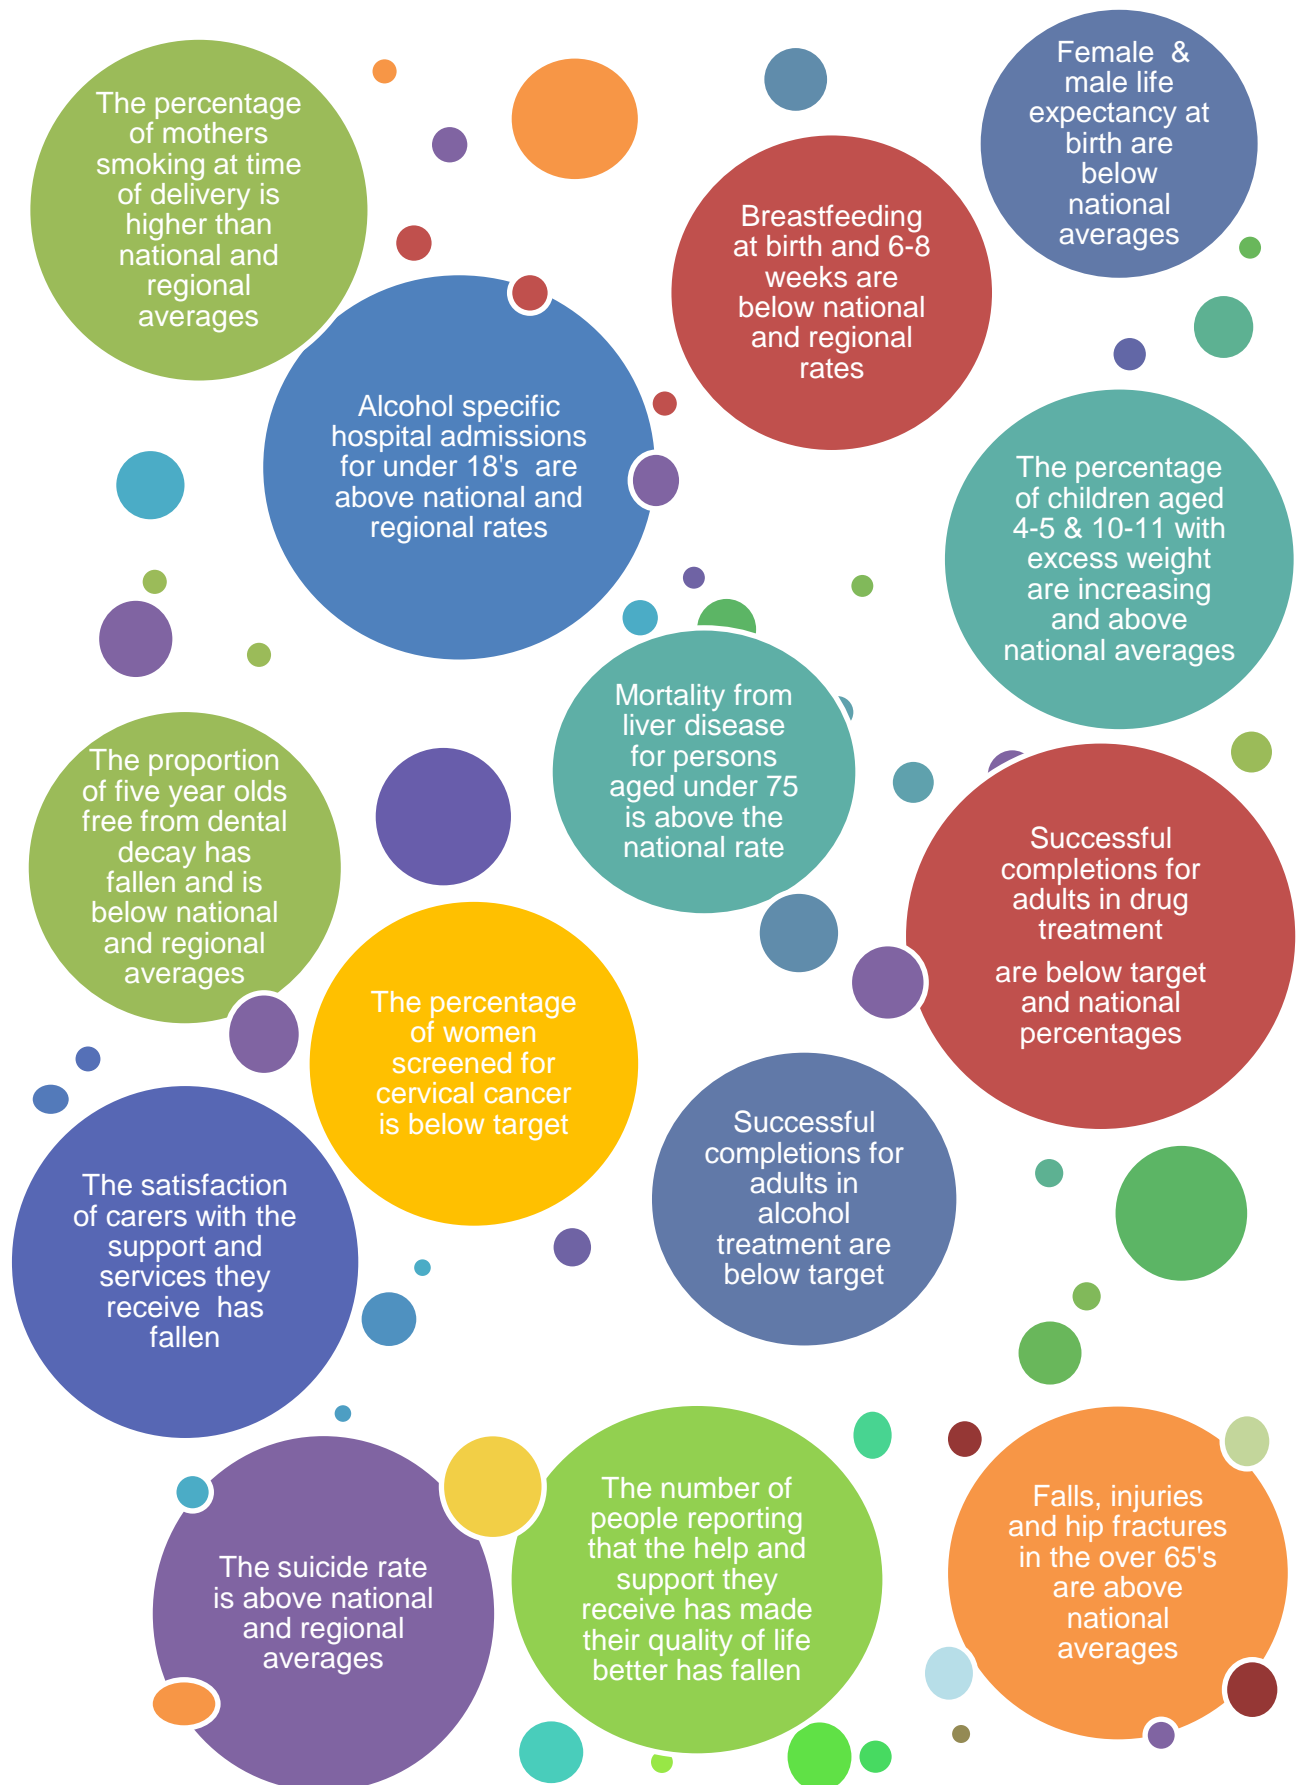 The percentage
of mothers
smoking at time
of delivery is
higher than
national and
regional
averages
Female & 
male life
expectancy at
birth are
below
national
averages
Breastfeeding
at birth and 6-8
weeks are
below national
and regional
rates
Alcohol specific
hospital admissions
for under 18's are
above national and
regional rates
The percentage
of children aged
4-5 & 10-11 with
excess weight
are increasing
and above
national averages
Mortality from
liver disease
for persons
aged under 75
is above the
national rate
The proportion
of five year olds
free from dental
decay has
fallen and is
below national
and regional
averages
Successful
completions for
adults in drug
treatment
are below target
and national
percentages
The percentage
of women
screened for
cervical cancer
is below target
Successful
completions for
adults in
alcohol
treatment are
below target
The satisfaction
of carers with the
support and
services they
receive has
fallen
The suicide rate
is above national
and regional
averages
The number of
people reporting
that the help and
support they
receive has made
their quality of life
better has fallen
Falls, injuries
and hip fractures
in the over 65's
are above
national
averages